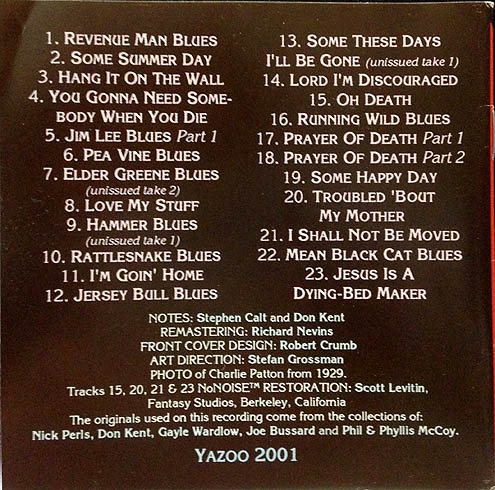 1. Revenue Man Blues
2. Some Summer Day
3. Hang It On The Wall
4. You Gonna Need Some-
body When You Die
5. Jim Lee Blues Part 1
6. Pea Vine Blues
7. Elder Greene Blues
(unissued take 2)
8. Love My Stuff
9. Hammer Blues
(unissued take 1)
10. Rattlesnake Blues
11. I'm Goin' Home
12. Jersey Bull Blues
13. Some These Days
I'll Be Gone (unissued take 1)
14. Lord I'm Discouraged
15. Oh Death
16. Running Wild Blues
17. Prayer Of Death Part 1
18. Prayer Of Death Part 2
19. Some Happy Day
20. Troubled 'Bout
My Mother
21. I Shall Not Be Moved
22. Mean Black Cat Blues
23. Jesus Is A
Dying-Bed Maker
NOTES: Stephen Calt and Don Kent
REMASTERING: Richard Nevins
FRONT COVER DESIGN: Robert Crumb
ART DIRECTION: Stefan Grossman
PHOTO of Charlie Patton from 1929.
Tracks 15, 20, 21 & 23 NoNOISE™ RESTORATION: Scott Levitin,
Fantasy Studios, Berkeley, California
The originals used on this recording come from the collections of:
Nick Perls, Don Kent, Gayle Wardlow, Joe Bussard and Phil & Phyllis McCoy.
Yazoo 2001